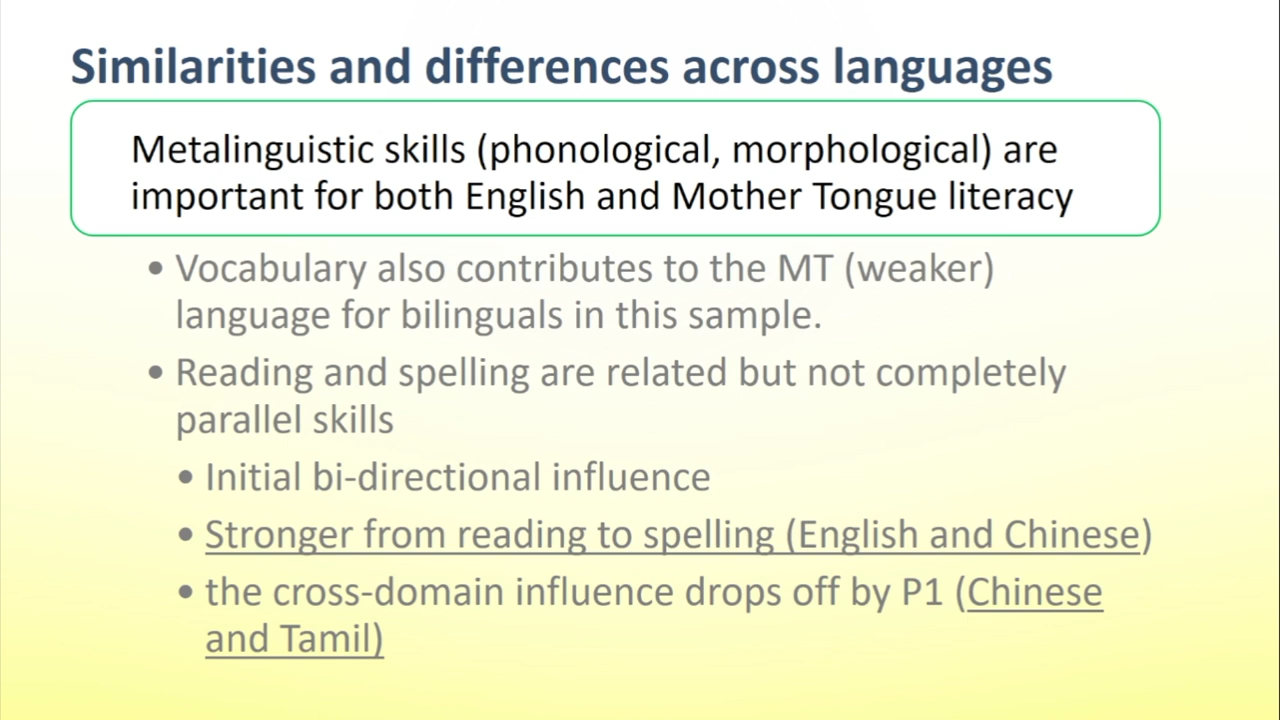 Similarities and differences across languages
Metalinguistic skills (phonological, morphological) are
important for both English and Mother Tongue literacy
• Vocabulary also contributes to the MT (weaker)
language for bilinguals in this sample.
• Reading and spelling are related but not completely
parallel skills
• Initial bi-directional influence
• Stronger from reading to spelling (English and Chinese)
• the cross-domain influence drops off by P1 (Chinese
and Tamil)